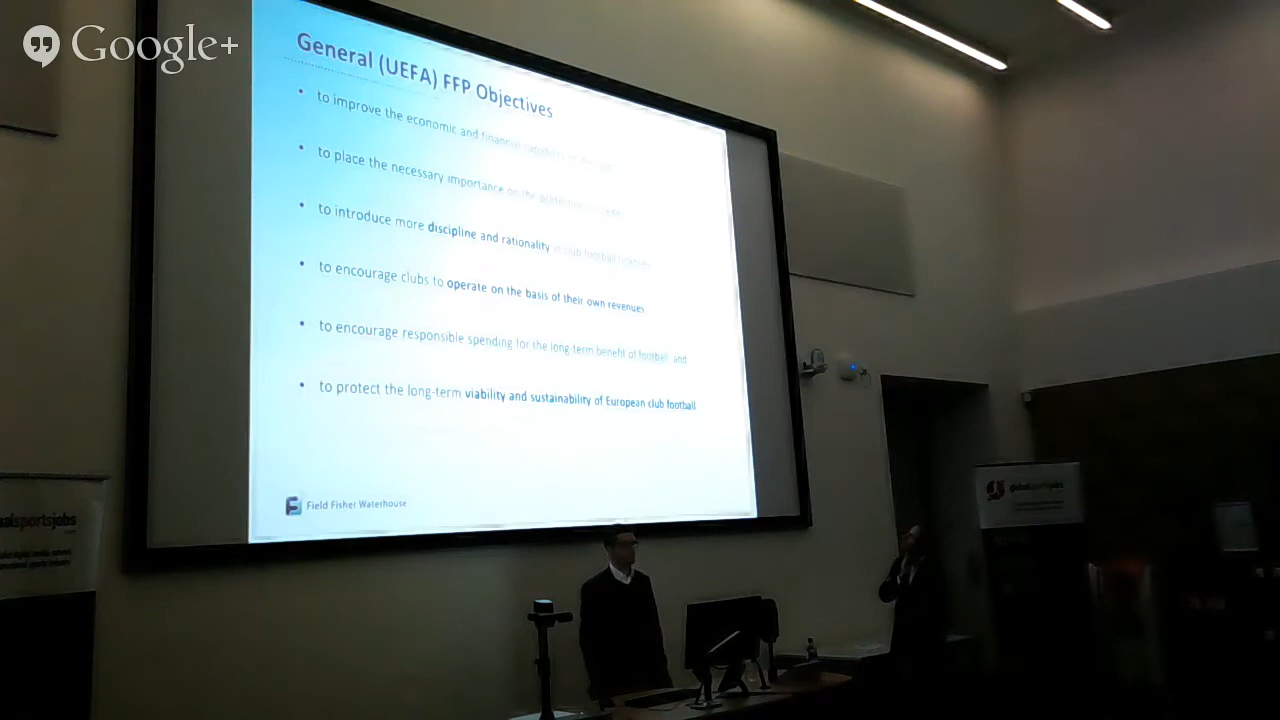 Google+
General (UEFA) FFP Objectives
• to improve the economic and financial capability of the
• to place the necessary importance on the protection
• to introduce more discipline and rationality in club football finances
• to encourage clubs to operate on the basis of their own revenues
• to encourage responsible spending for the long-term benefit of football and
• to protect the long-term viability and sustainability of European club football
Field Fisher Waterhouse
alsportsjobs
globalsportsjobs